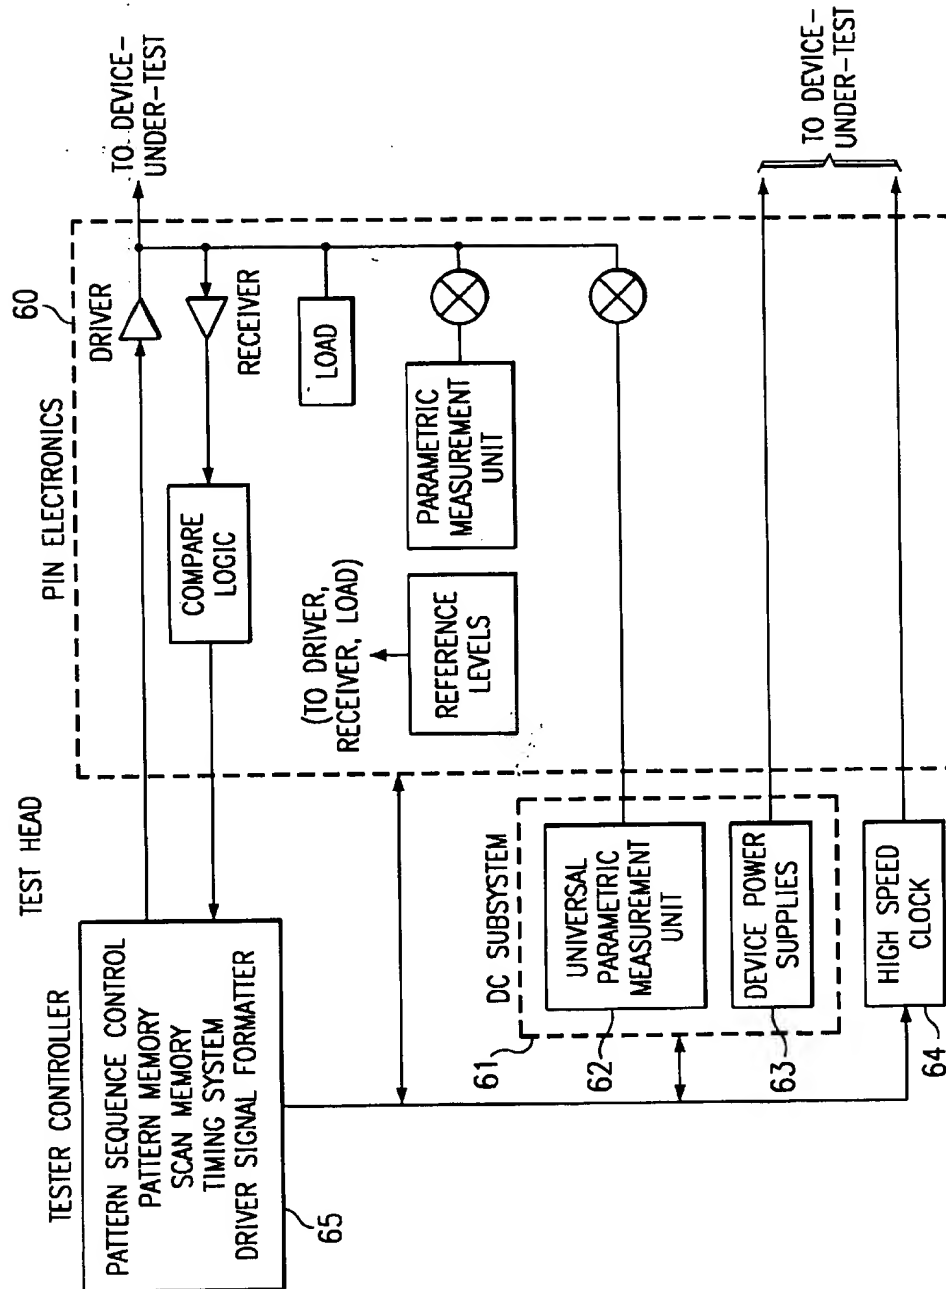 TEST HEAD
TESTER CONTROLLER
PATTERN SEQUENCE CONTROL
PATTERN MEMORY
SCAN MEMORY
TIMING SYSTEM
DRIVER SIGNAL FORMATTER
65
PIN ELECTRONICS
60
DRIVER
TO DEVICE-
UNDER-TEST
COMPARE
LOGIC
RECEIVER
LOAD
(TO DRIVER,
RECEIVER, LOAD)
REFERENCE
LEVELS
PARAMETRIC
MEASUREMENT
UNIT
DC SUBSYSTEM
61
UNIVERSAL
PARAMETRIC
MEASUREMENT
UNIT
62
DEVICE POWER
SUPPLIES
63
HIGH SPEED
CLOCK
64
TO DEVICE-
UNDER-TEST